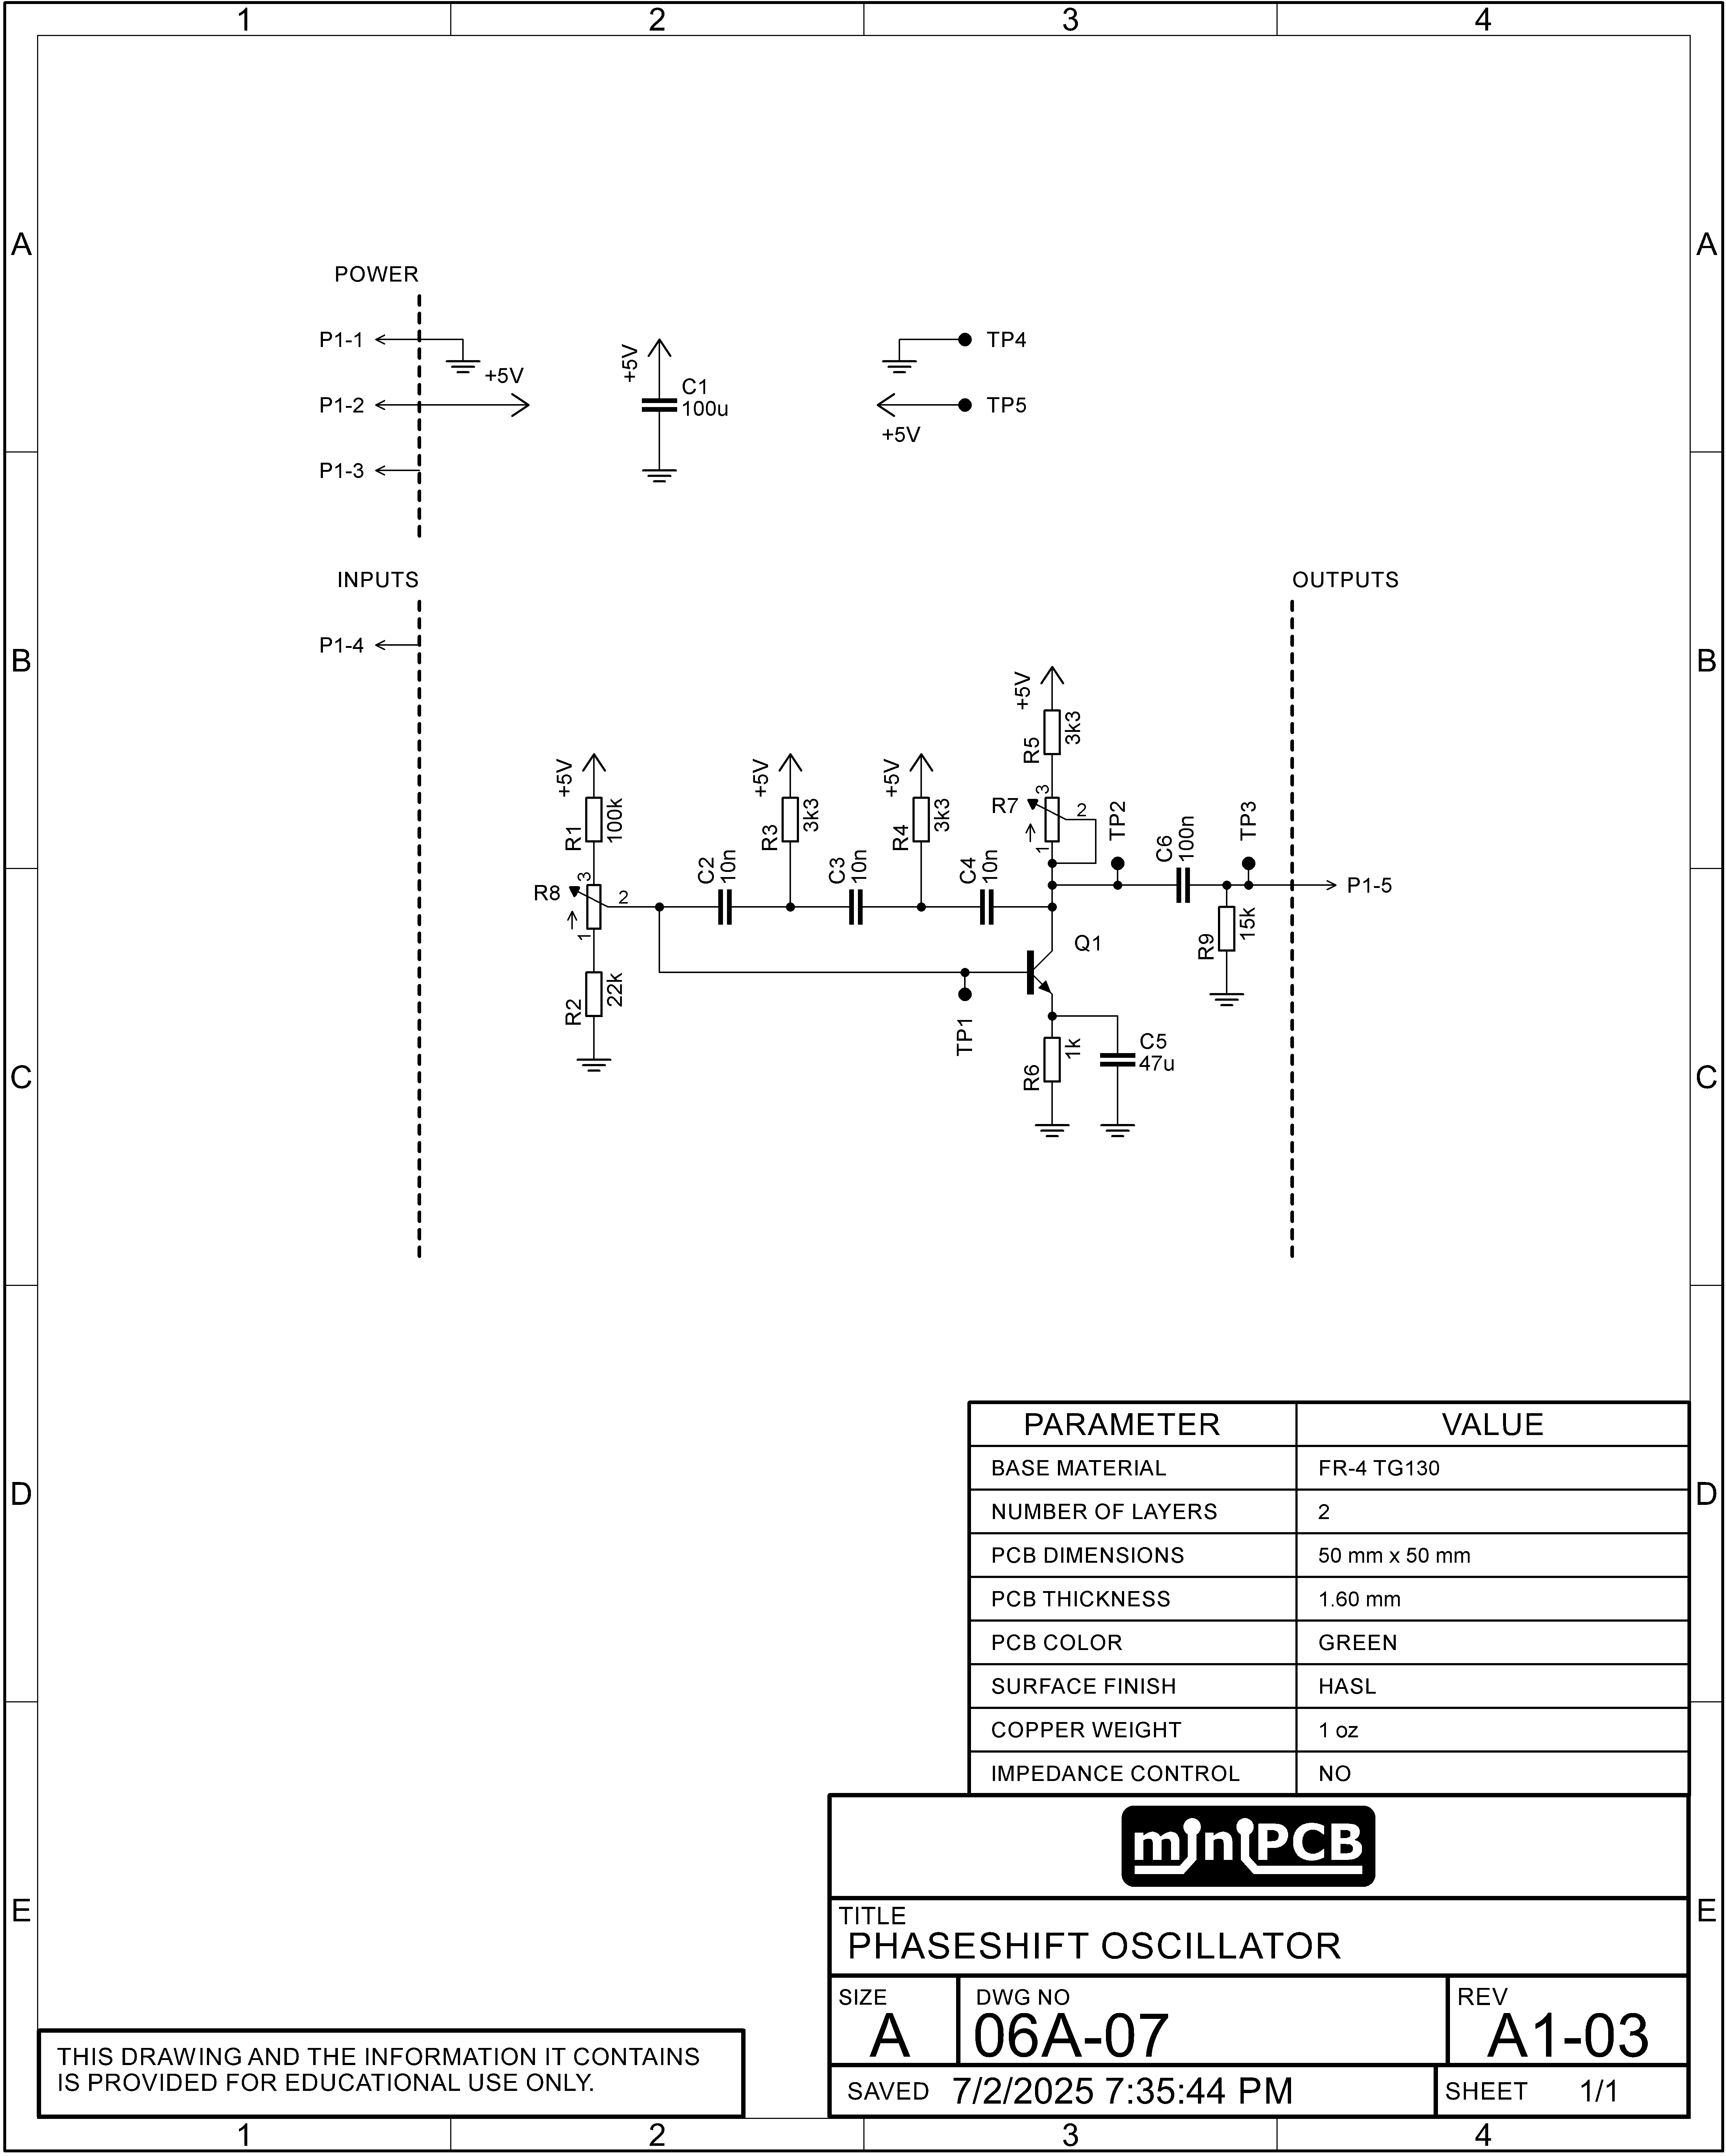 1 2 3 4
A A
POWER
P1-1
+5V
P1-2
P1-3
+5V
C1
100u
TP4
TP5
+5V
B B
INPUTS
P1-4
OUTPUTS
+5V
R5
3k3
+5V
R1
100k
+5V
R3
3k3
+5V
R4
3k3
R7
3
2
1
TP2
C6
100n
TP3
P1-5
R8
3
2
1
C2
10n
C3
10n
C4
10n
Q1
R9
15k
R2
22k
TP1
R6
1k
C5
47u
C C
PARAMETER VALUE
BASE MATERIAL FR-4 TG130
D D
NUMBER OF LAYERS 2
PCB DIMENSIONS 50 mm x 50 mm
PCB THICKNESS 1.60 mm
PCB COLOR GREEN
SURFACE FINISH HASL
COPPER WEIGHT 1 oz
IMPEDANCE CONTROL NO
miniPCB
E E
TITLE
PHASESHIFT OSCILLATOR
SIZE
A
DWG NO
06A-07
REV
A1-03
SAVED 7/2/2025 7:35:44 PM
SHEET 1/1
THIS DRAWING AND THE INFORMATION IT CONTAINS
IS PROVIDED FOR EDUCATIONAL USE ONLY.
1 2 3 4